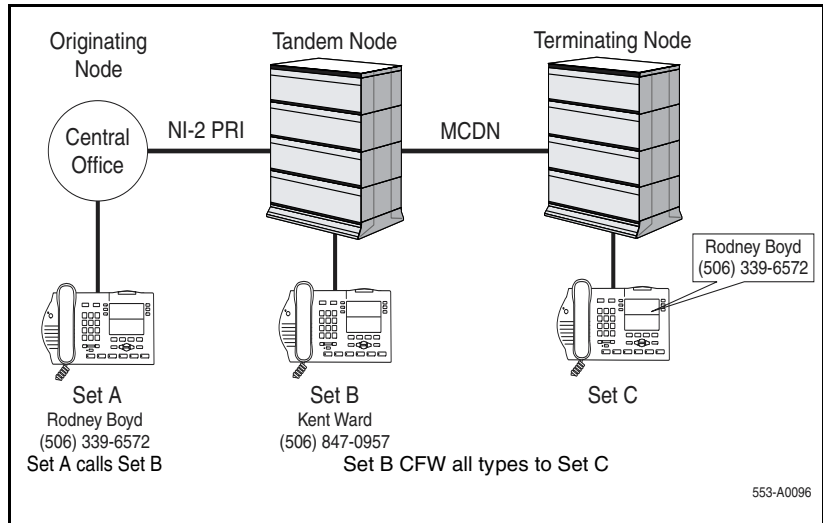 Originating
Node
Tandem Node
Terminating Node
Central
Office
NI-2 PRI
MCDN
Rodney Boyd
(506) 339-6572
Set A
Rodney Boyd
(506) 339-6572
Set A calls Set B
Set B
Kent Ward
(506) 847-0957
Set C
Set B CFW all types to Set C
553-A0096